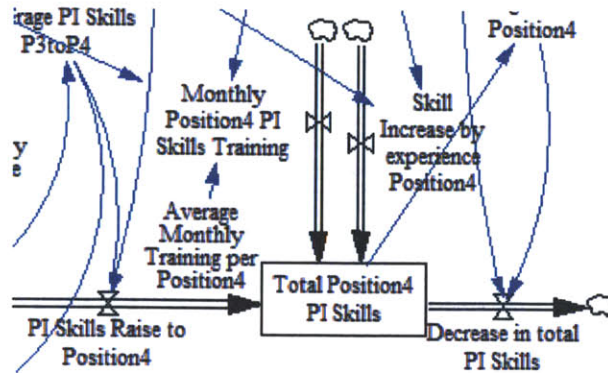 PI Skills
P3toP4
Position4
Monthly
Position4 PI
Skills Training
Skill
Increase by
experience
Position4
Average
Monthly
Training per
Position4
Total Position4
PI Skills
PI Skills Raise to
Position4
Decrease in total
PI Skills